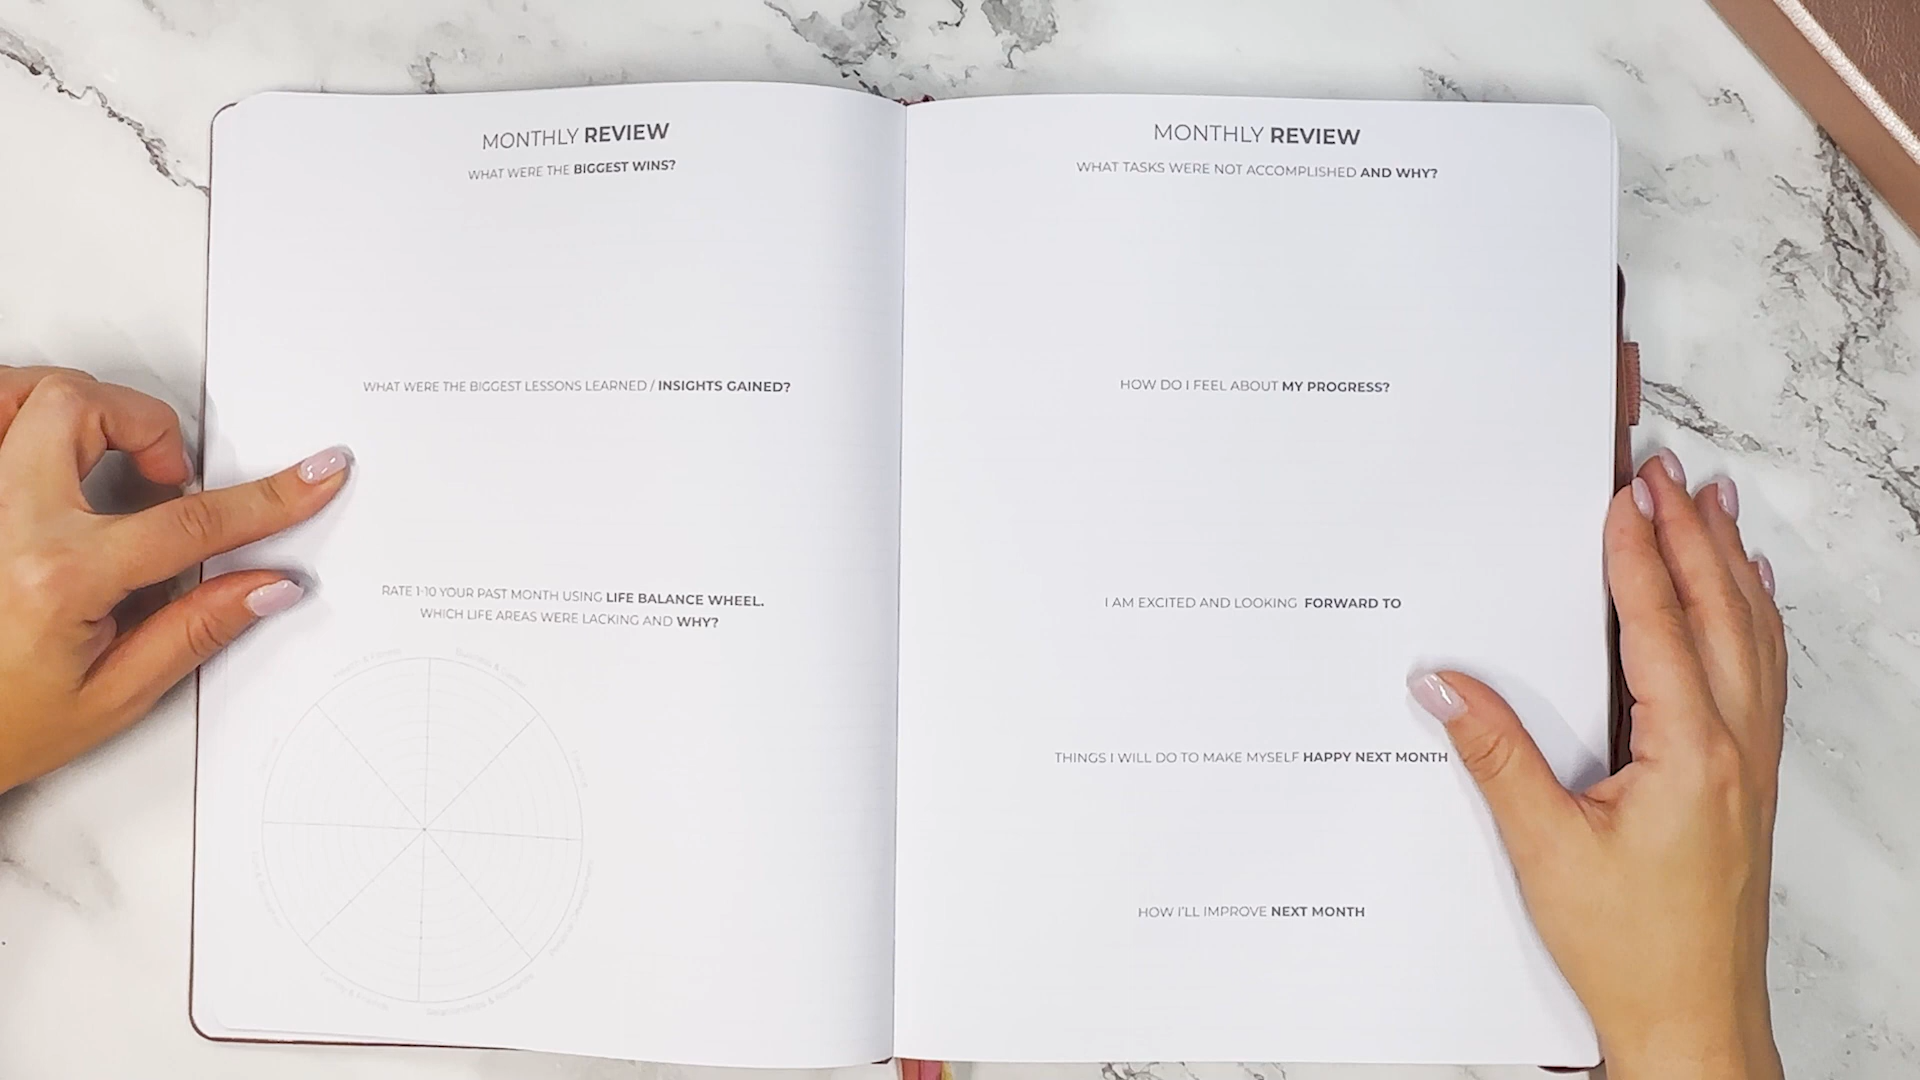 MONTHLY REVIEW
WHAT WERE THE BIGGEST WINS?
WHAT WERE THE BIGGEST LESSONS LEARNED / INSIGHTS GAINED?
RATE 1-10 YOUR PAST MONTH USING LIFE BALANCE WHEEL.
WHICH LIFE AREAS WERE LACKING AND WHY?
MONTHLY REVIEW
WHAT TASKS WERE NOT ACCOMPLISHED AND WHY?
HOW DO I FEEL ABOUT MY PROGRESS?
I AM EXCITED AND LOOKING FORWARD TO
THINGS I WILL DO TO MAKE MYSELF HAPPY NEXT MONTH
HOW I'LL IMPROVE NEXT MONTH